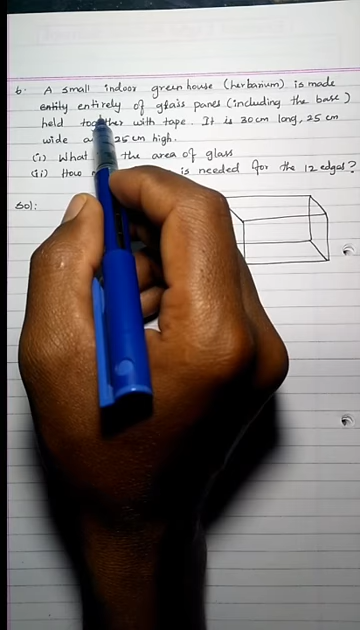 6. A small indoor greenhouse (herbarium) is made
entily entirely of glass panes (including the base)
held together with tape. It is 30cm long, 25 cm
wide a 25 cm high.
(i) What the area of glass
(ii) How is needed for the 12 edges?
Sol: